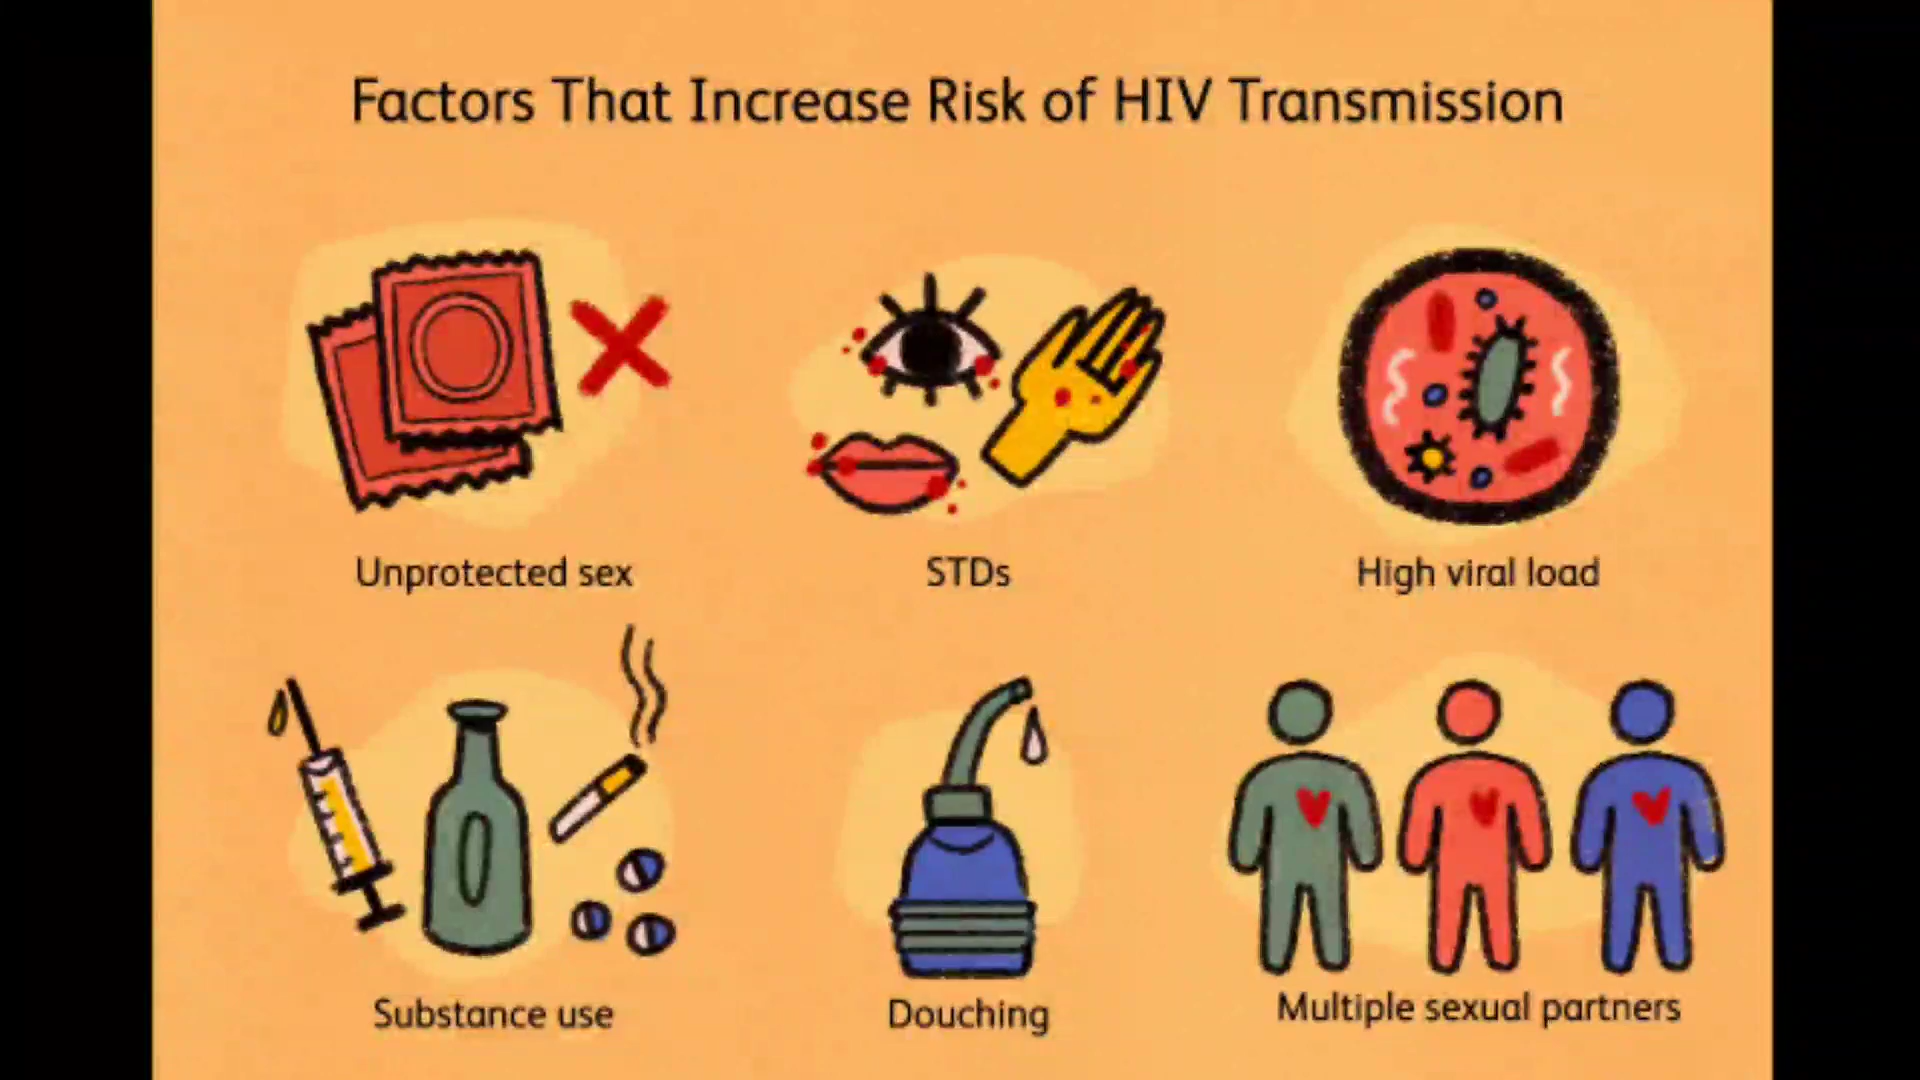 Factors That Increase Risk of HIV Transmission
Unprotected sex
STDs
High viral load
Substance use
Douching
Multiple sexual partners